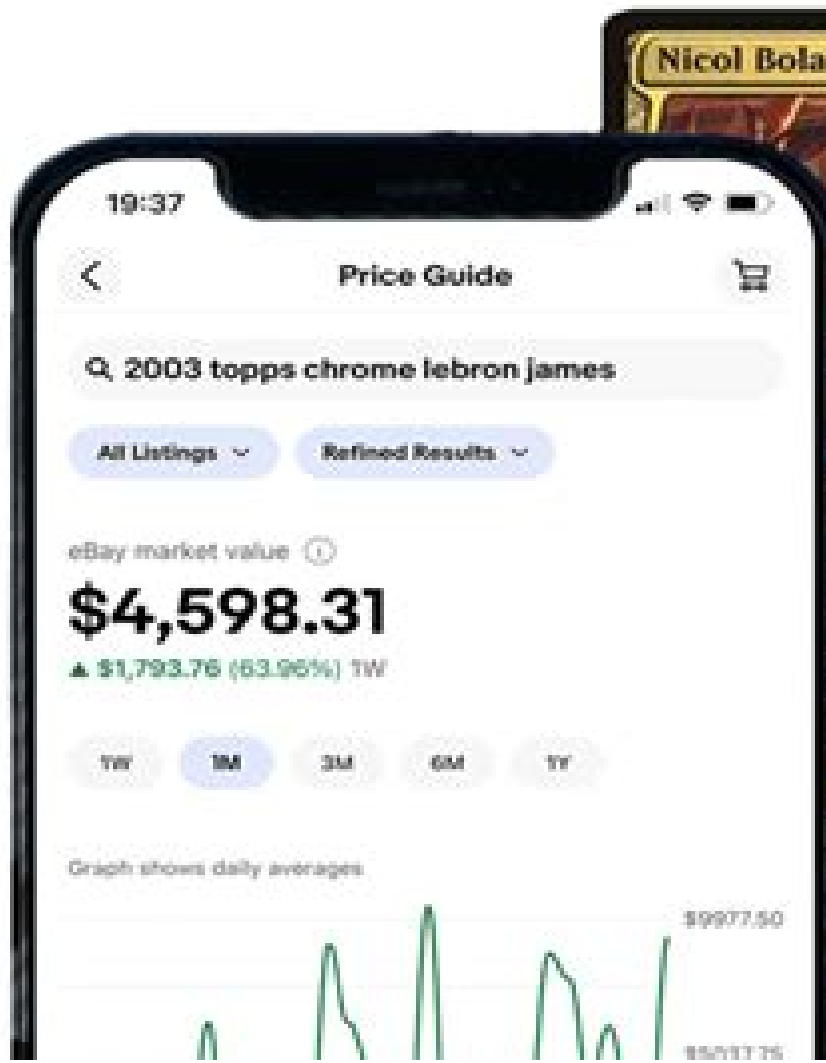 Nicol Bola
19:37
Price Guide
2003 topps chrome lebron james
All Listings
Refined Results
eBay market value
$4,598.31
▲ $1,793.76 (63.96%) 1W
1W
1M
3M
6M
1Y
Graph shows daily averages
$9977.50
$5037.75